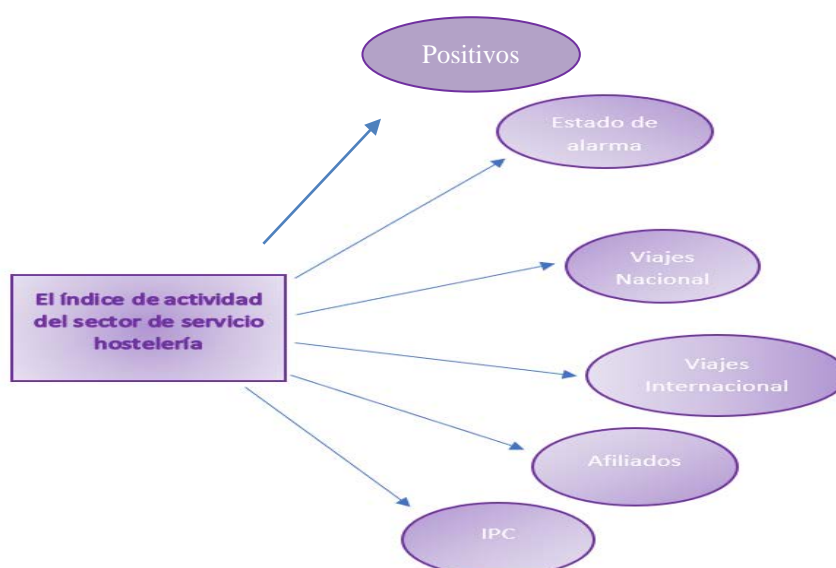 Positivos
Estado de
alarma
Viajes
Nacional
El índice de actividad
del sector de servicio
hostelería
Viajes
Internacional
Afiliados
IPC